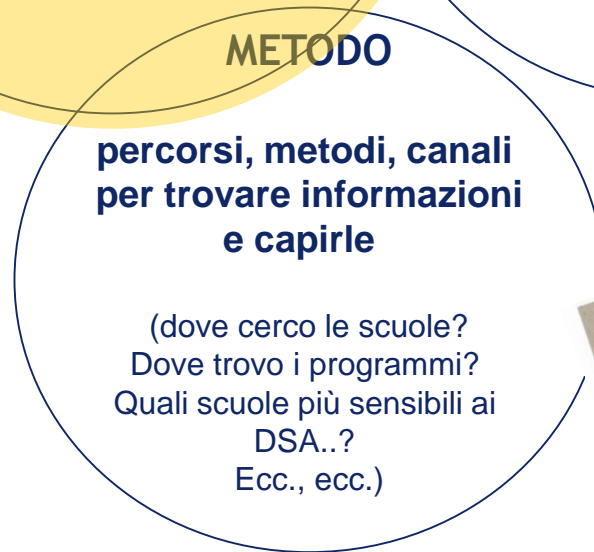 METODO
percorsi, metodi, canali
per trovare informazioni
e capirle
(dove cerco le scuole?
Dove trovo i programmi?
Quali scuole più sensibili ai
DSA..?
Ecc., ecc.)